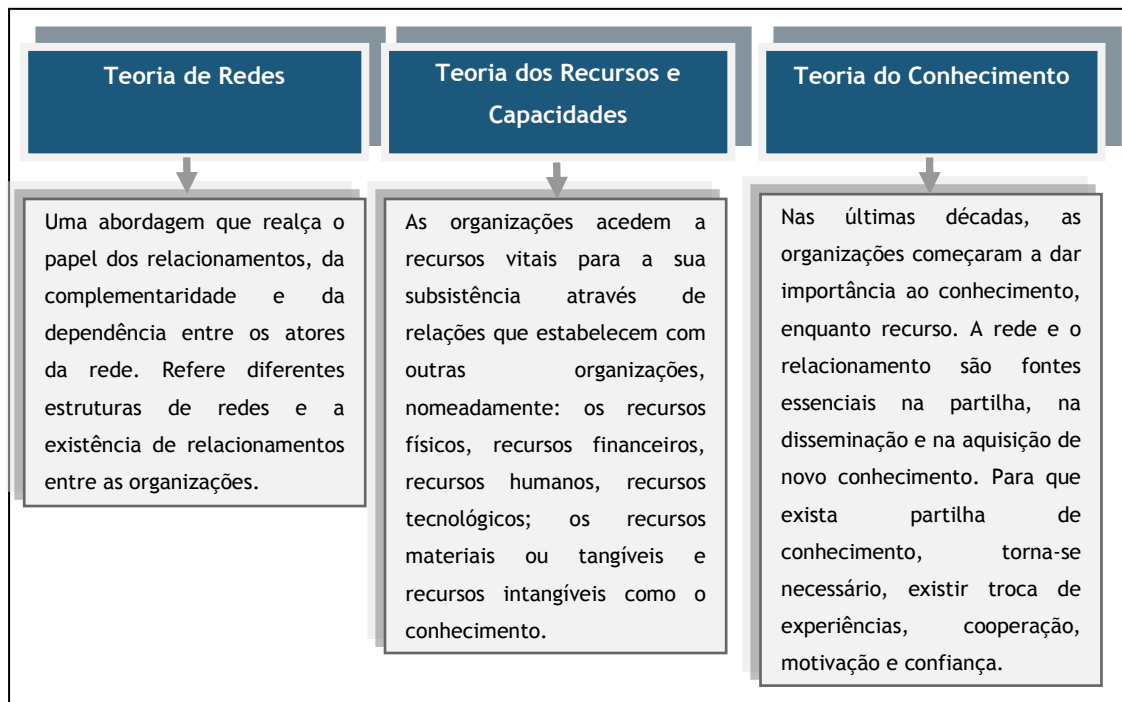 Teoria de Redes
Uma abordagem que realça o
papel dos relacionamentos, da
complementaridade e da
dependência entre os atores
da rede. Refere diferentes
estruturas de redes e a
existência de relacionamentos
entre as organizações.
Teoria dos Recursos e
Capacidades
As organizações acedem a
recursos vitais para a sua
subsistência através de
relações que estabelecem com
outras organizações,
nomeadamente: os recursos
físicos, recursos financeiros,
recursos humanos, recursos
tecnológicos; os recursos
materiais ou tangíveis e
recursos intangíveis como o
conhecimento.
Teoria do Conhecimento
Nas últimas décadas, as
organizações começaram a dar
importância ao conhecimento,
enquanto recurso. A rede e o
relacionamento são fontes
essenciais na partilha, na
disseminação e na aquisição de
novo conhecimento. Para que
exista partilha de
conhecimento, torna-se
necessário, existir troca de
experiências, cooperação,
motivação e confiança.